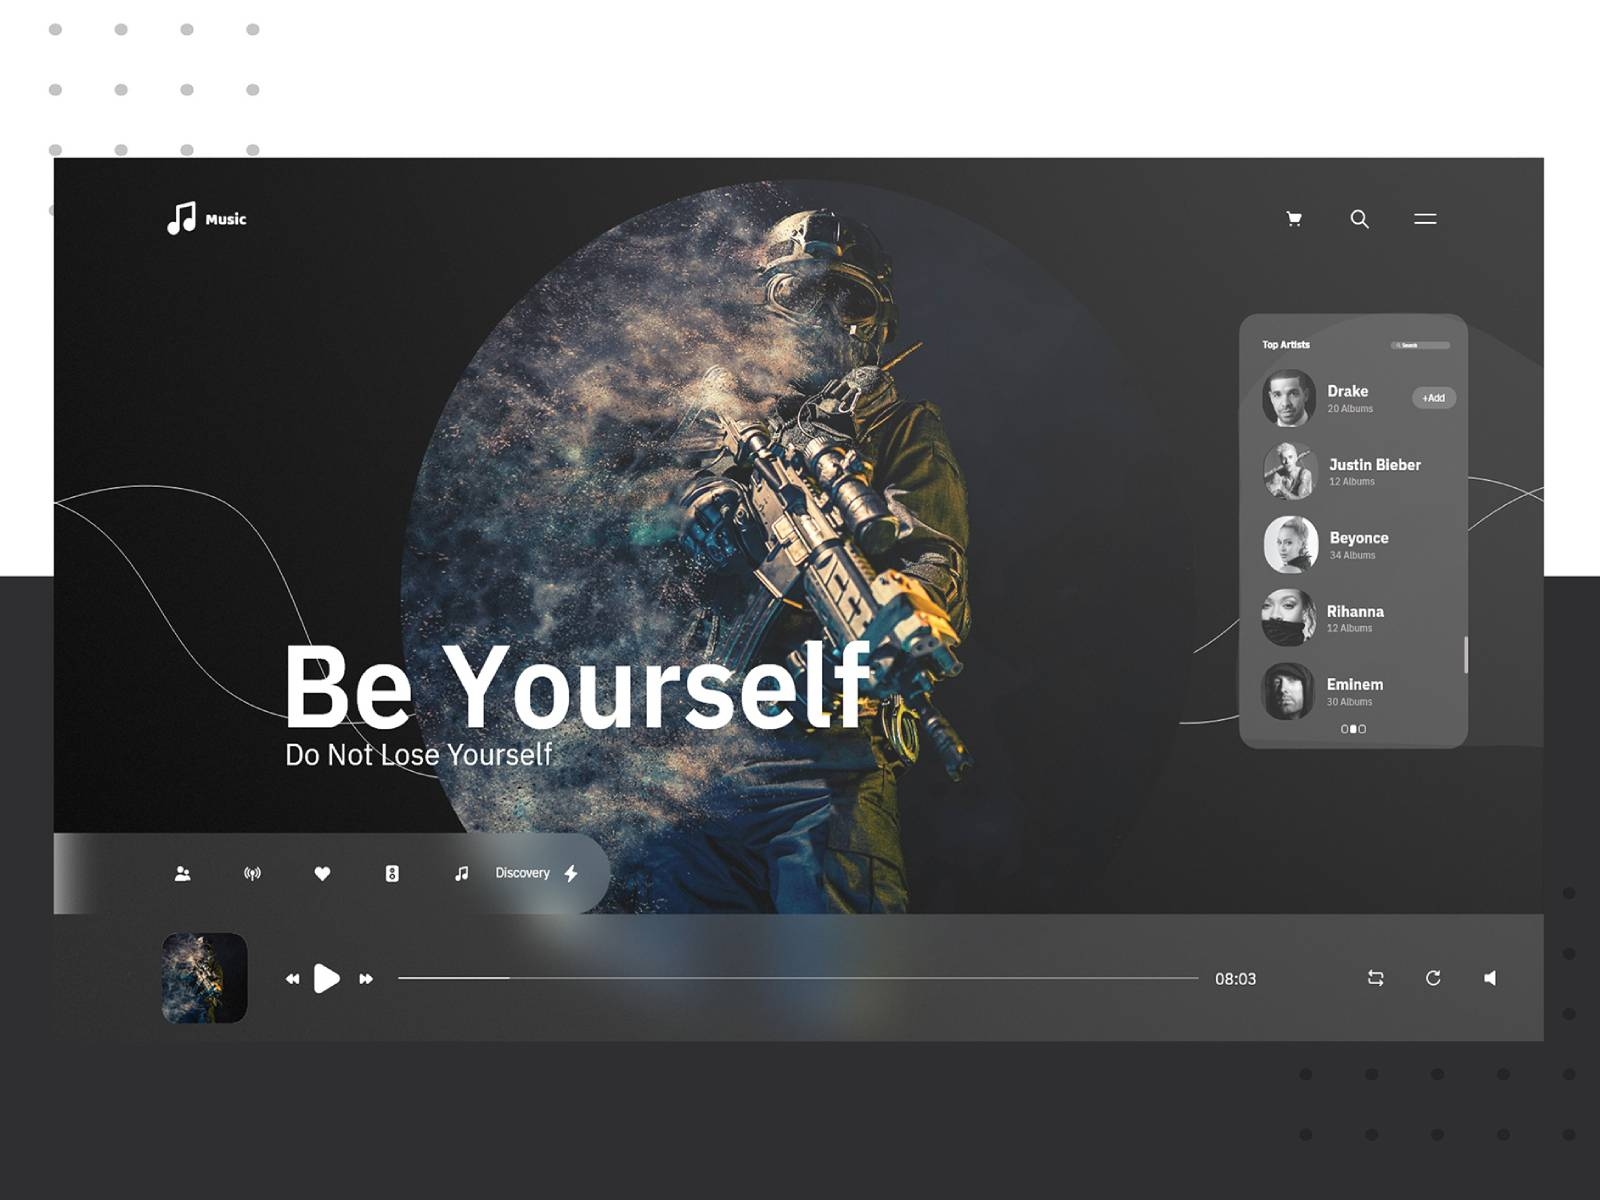 Music
Top Artists
Search
Drake
20 Albums
+Add
Justin Bieber
12 Albums
Beyonce
34 Albums
Rihanna
12 Albums
Eminem
30 Albums
Be Yourself
Do Not Lose Yourself
Discovery
08:03